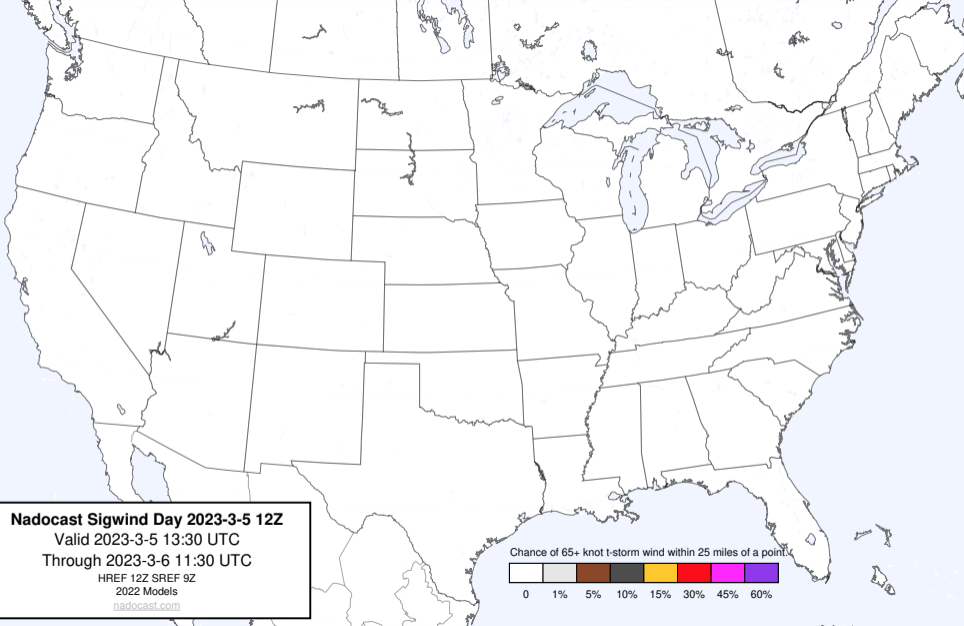 Nadocast Sigwind Day 2023-3-5 12Z
Valid 2023-3-5 13:30 UTC
Through 2023-3-6 11:30 UTC
HREF 12Z SREF 9Z
2022 Models
nadocast.com
Chance of 65+ knot t-storm wind within 25 miles of a point.
0 1% 5% 10% 15% 30% 45% 60%